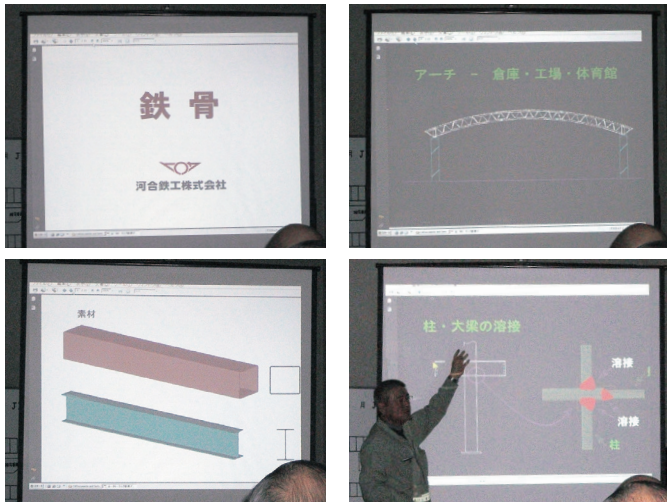 鉄骨
河合鉄工株式会社
アーチ － 倉庫・工場・体育館
素材
柱・大梁の溶接
溶接
溶接
柱